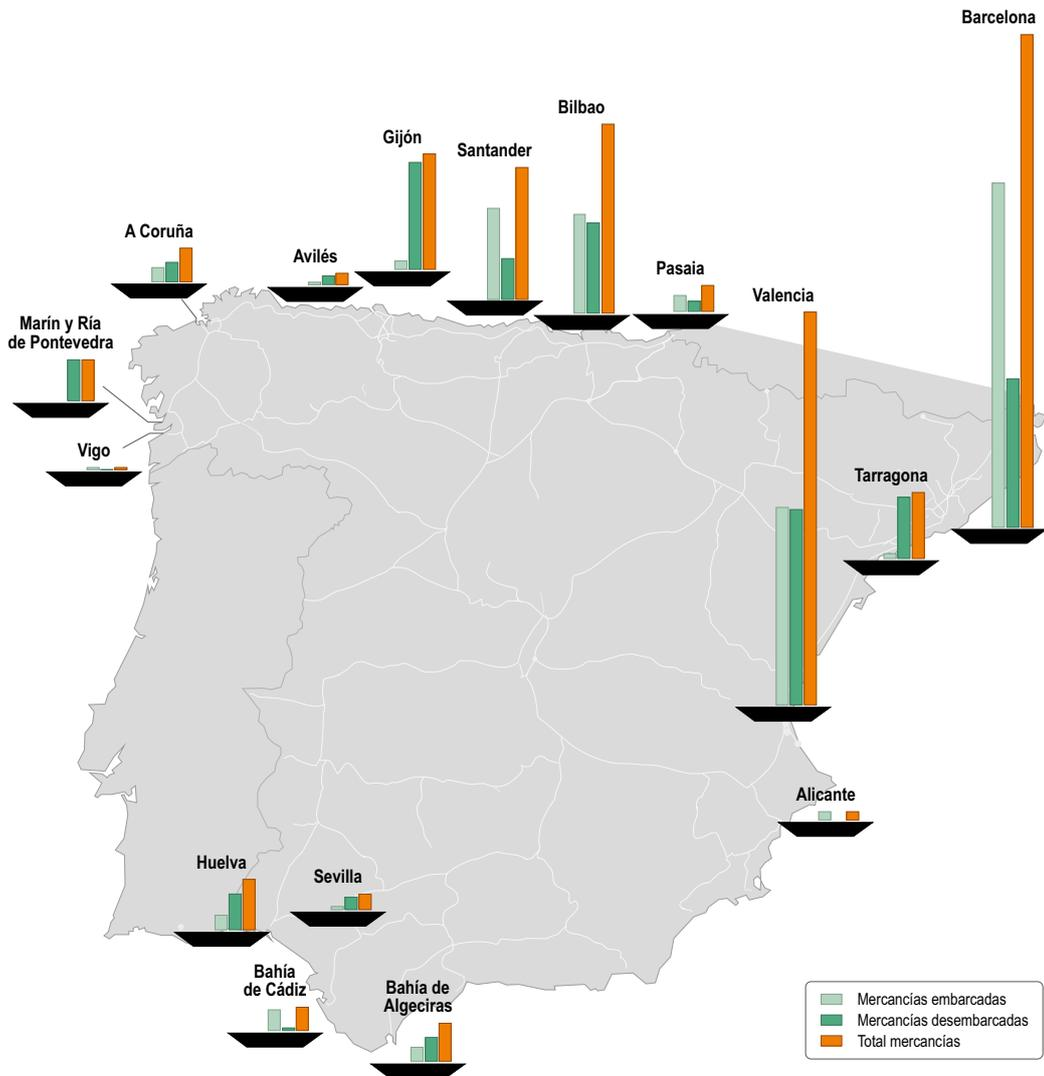 Barcelona
Bilbao
Gijón
Santander
A Coruña
Avilés
Pasaia
Valencia
Marín y Ría
de Pontevedra
Vigo
Tarragona
Alicante
Huelva
Sevilla
Bahía
de Cádiz
Bahía de
Algeciras
Mercancías embarcadas
Mercancías desembarcadas
Total mercancías